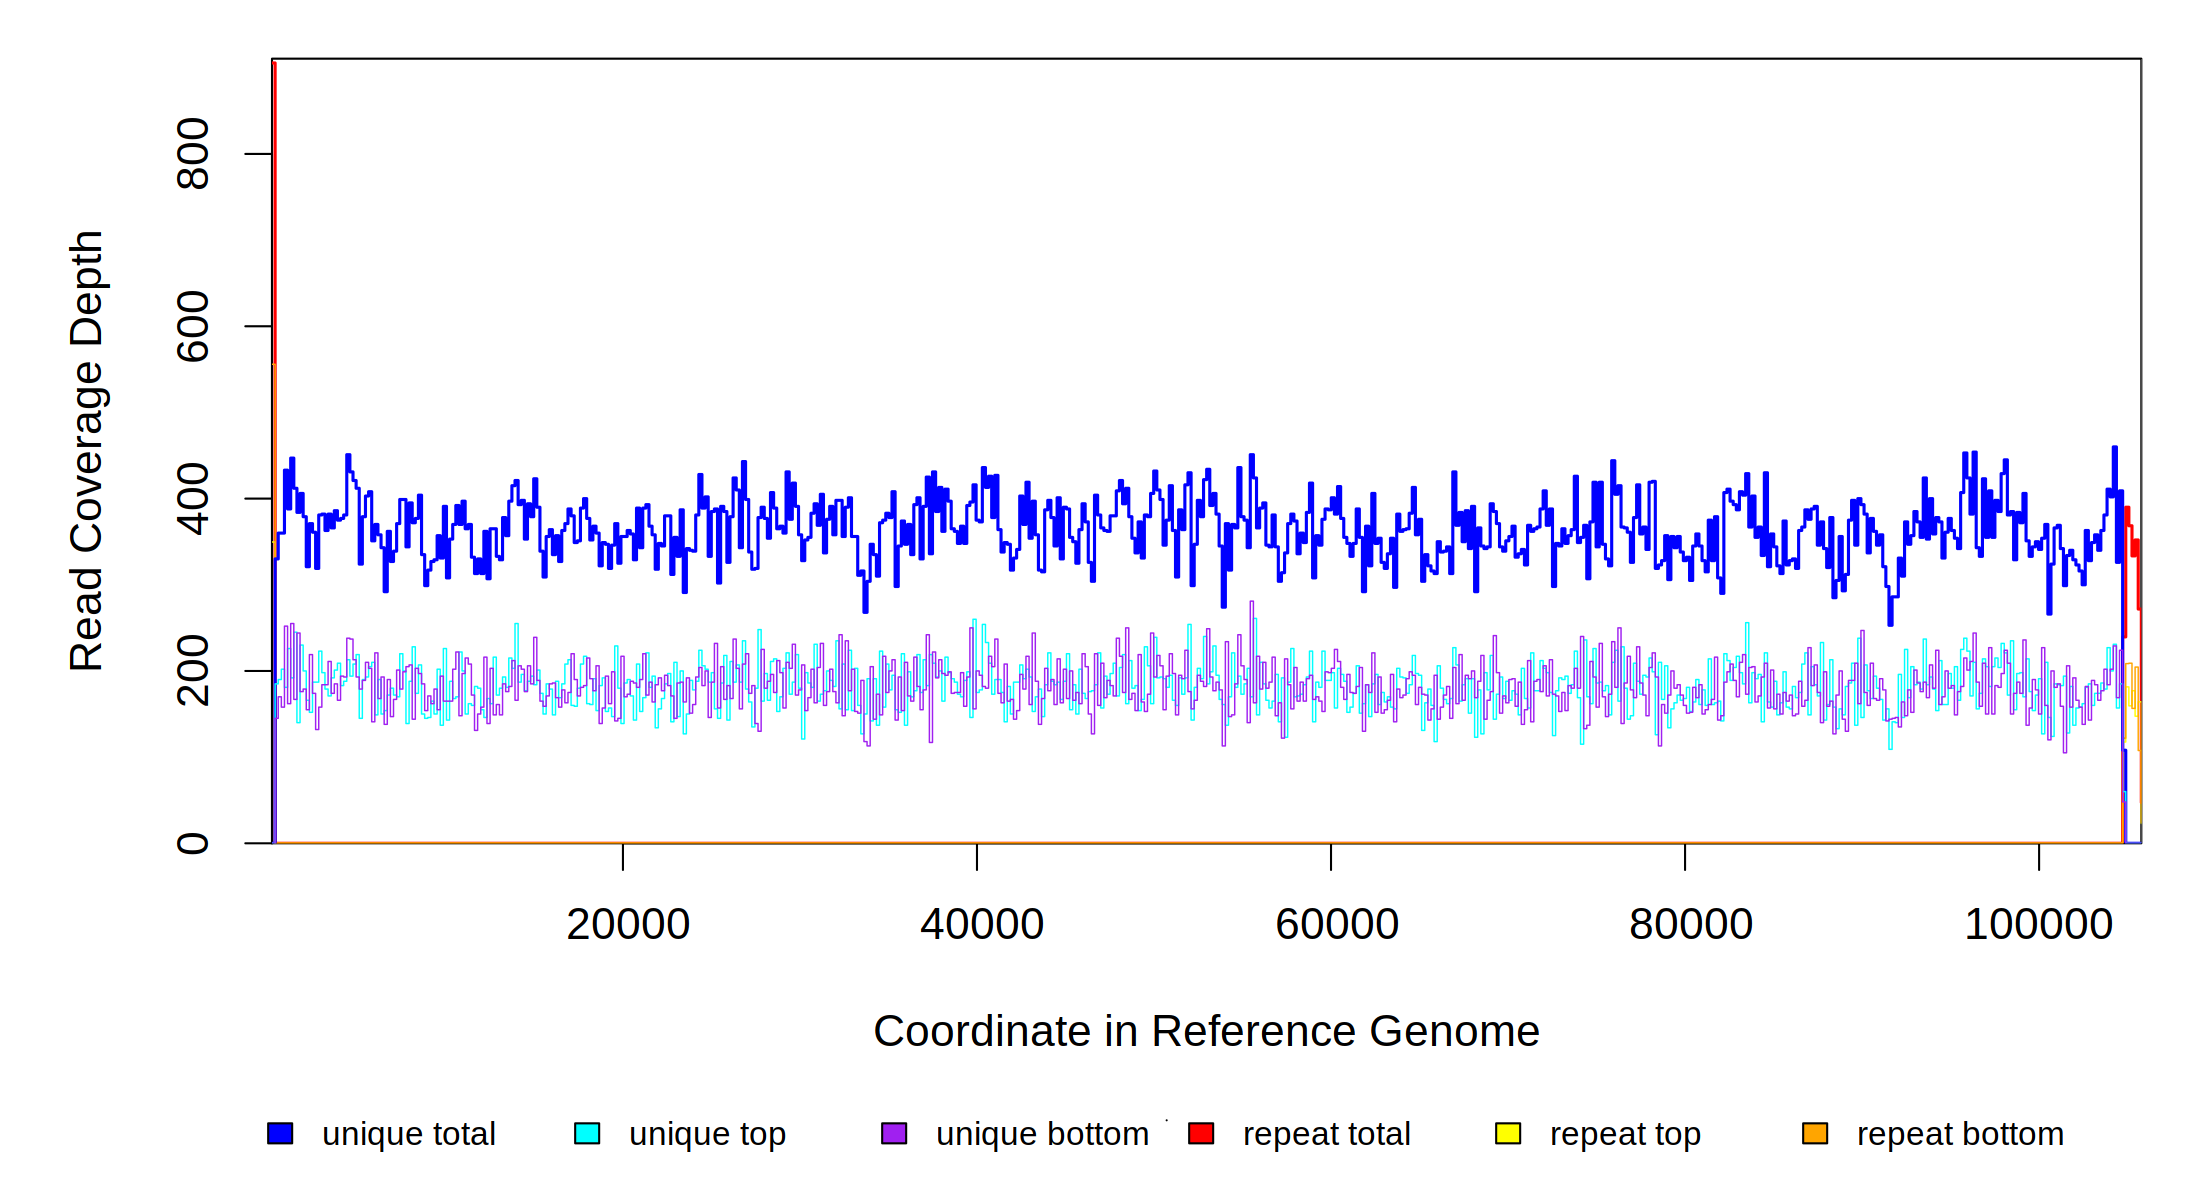 Read Coverage Depth
800
600
400
200
0
20000 40000 60000 80000 100000
Coordinate in Reference Genome
unique total unique top unique bottom repeat total repeat top repeat bottom